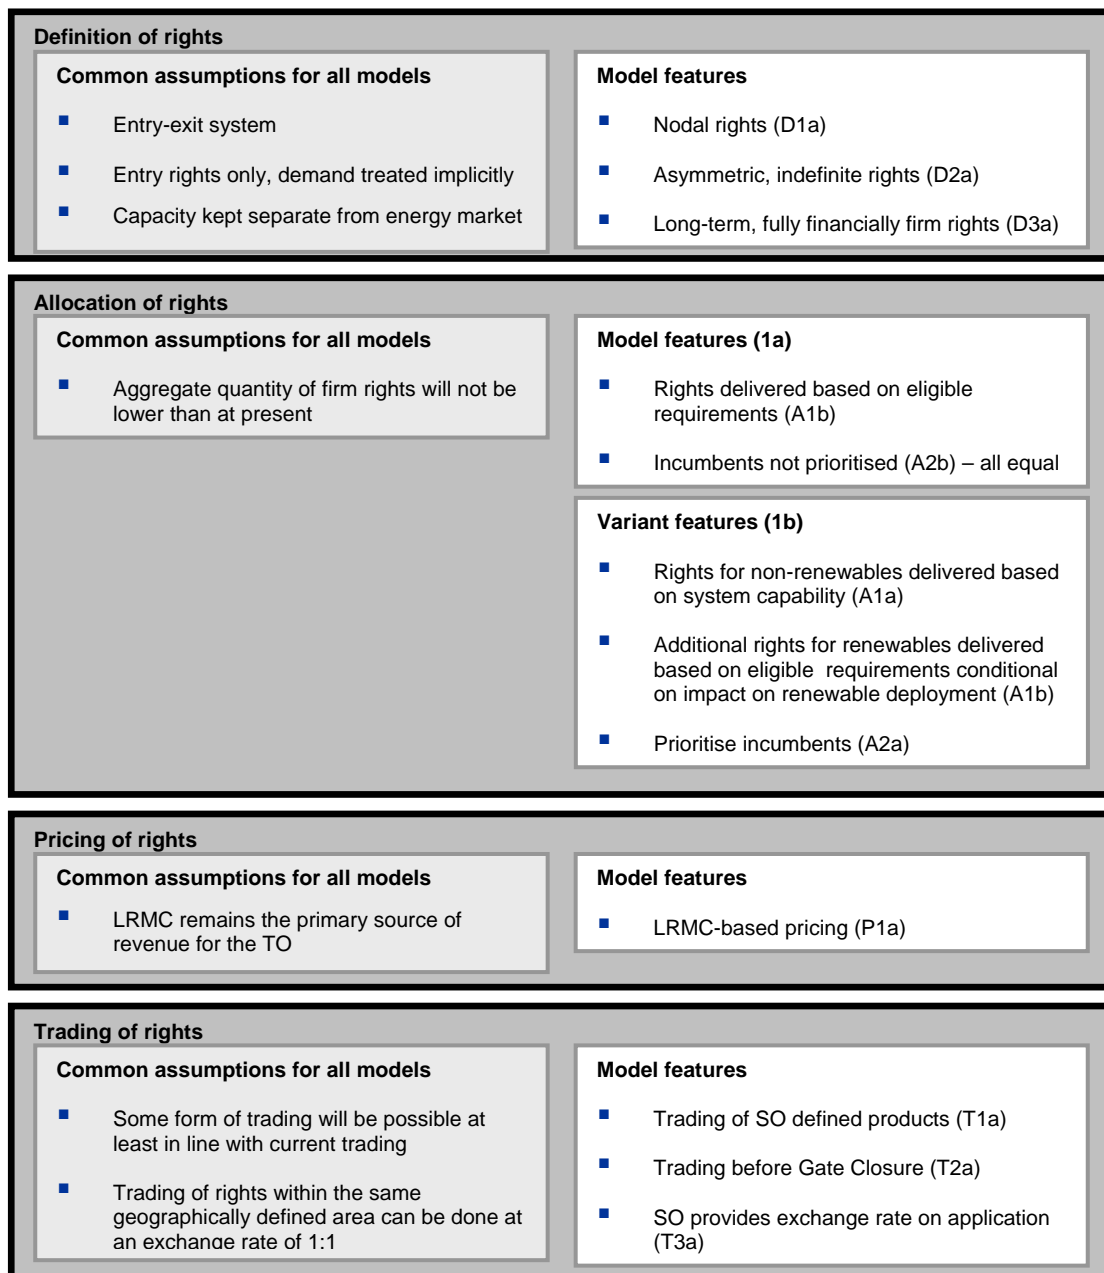 Definition of rights
Common assumptions for all models
Entry-exit system
Entry rights only, demand treated implicitly
Capacity kept separate from energy market
Model features
Nodal rights (D1a)
Asymmetric, indefinite rights (D2a)
Long-term, fully financially firm rights (D3a)
Allocation of rights
Common assumptions for all models
Aggregate quantity of firm rights will not be
lower than at present
Model features (1a)
Rights delivered based on eligible
requirements (A1b)
Incumbents not prioritised (A2b) – all equal
Variant features (1b)
Rights for non-renewables delivered based
on system capability (A1a)
Additional rights for renewables delivered
based on eligible requirements conditional
on impact on renewable deployment (A1b)
Prioritise incumbents (A2a)
Pricing of rights
Common assumptions for all models
LRMC remains the primary source of
revenue for the TO
Model features
LRMC-based pricing (P1a)
Trading of rights
Common assumptions for all models
Some form of trading will be possible at
least in line with current trading
Trading of rights within the same
geographically defined area can be done at
an exchange rate of 1:1
Model features
Trading of SO defined products (T1a)
Trading before Gate Closure (T2a)
SO provides exchange rate on application
(T3a)